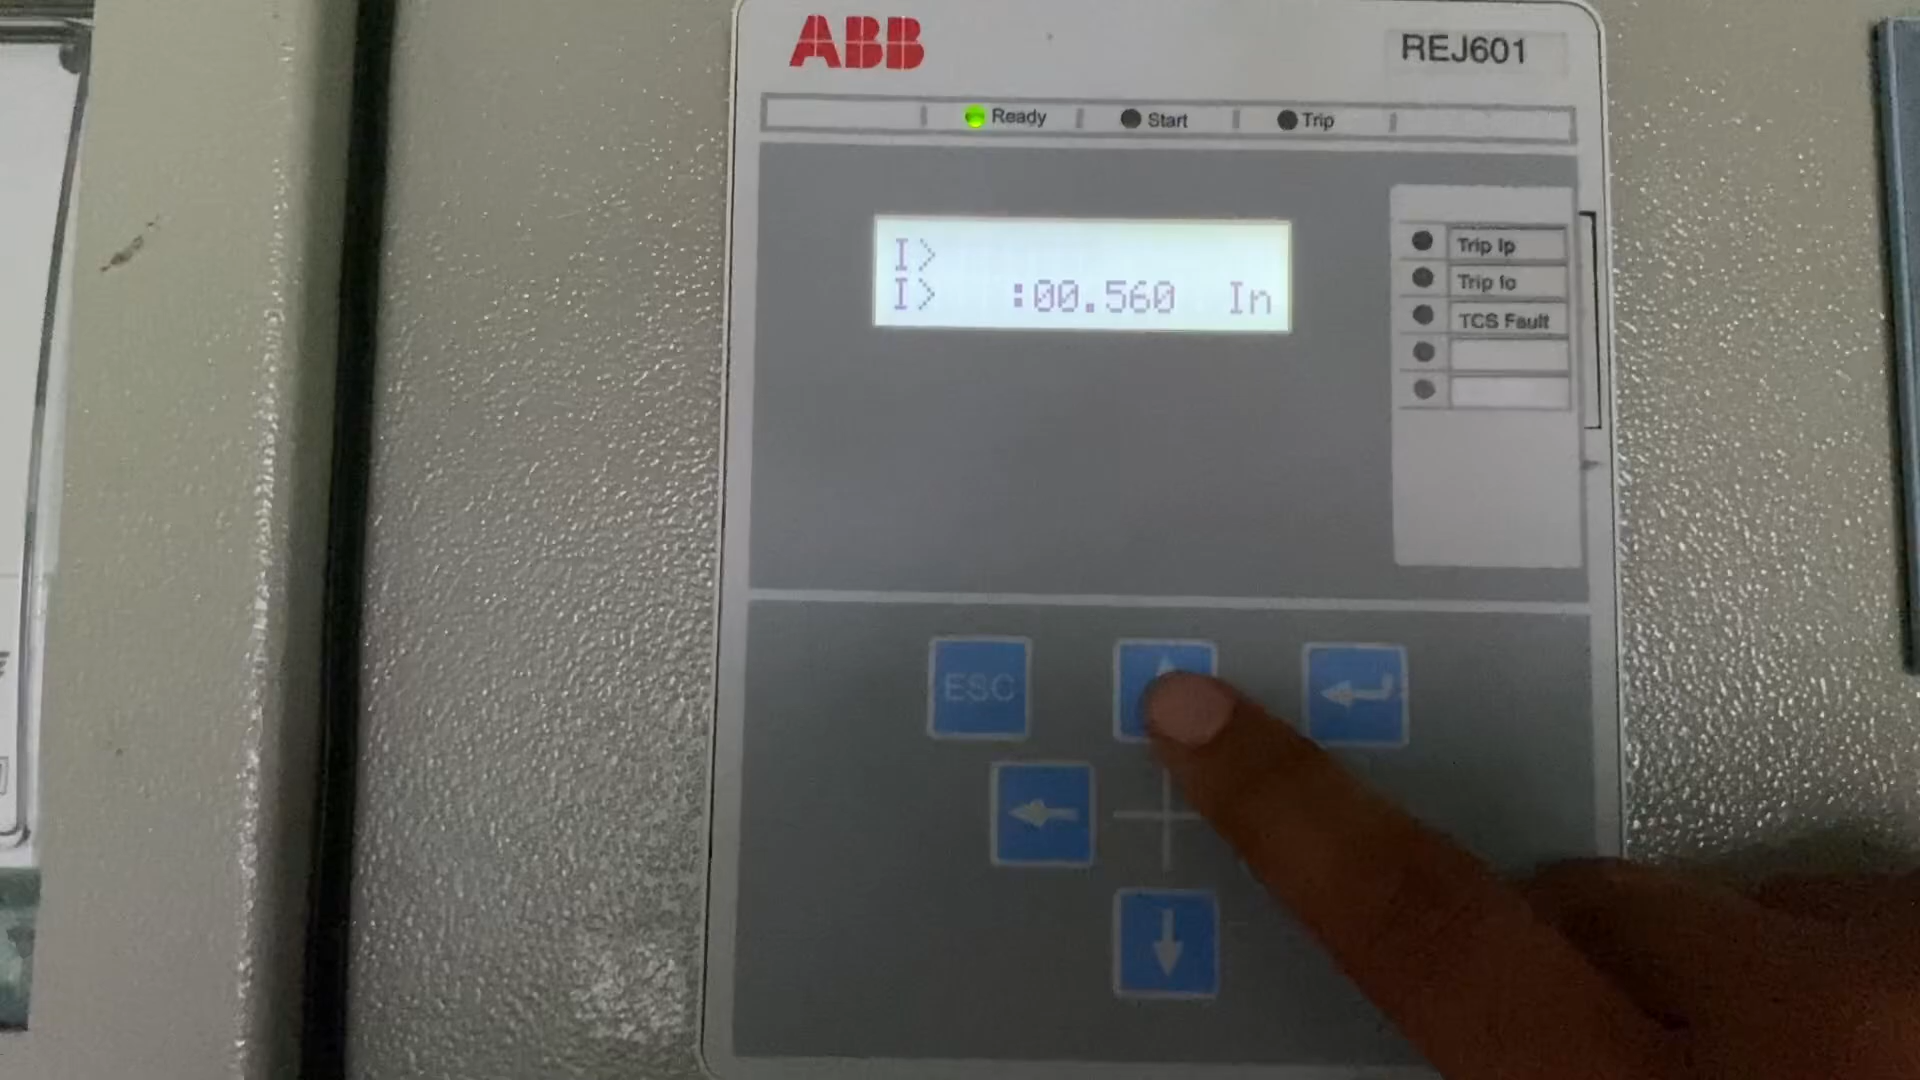 ABB
REJ601
Ready
Start
Trip
I>
I> :00.560 In
Trip Ip
Trip Io
TCS Fault
ESC